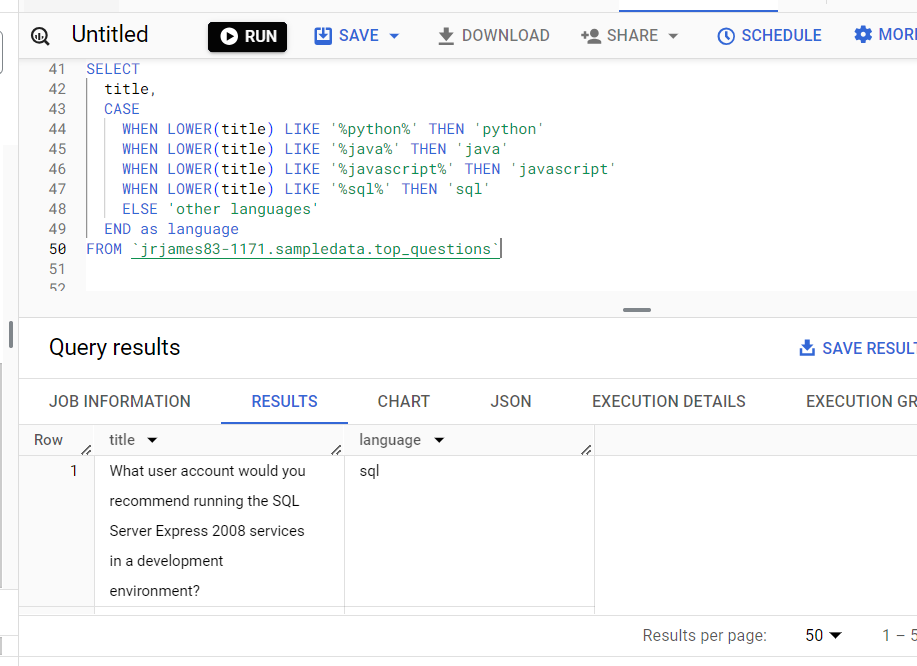 Untitled RUN SAVE DOWNLOAD SHARE SCHEDULE MOR
41 SELECT
42 title,
43 CASE
44 WHEN LOWER(title) LIKE '%python%' THEN 'python'
45 WHEN LOWER(title) LIKE '%java%' THEN 'java'
46 WHEN LOWER(title) LIKE '%javascript%' THEN 'javascript'
47 WHEN LOWER(title) LIKE '%sql%' THEN 'sql'
48 ELSE 'other languages'
49 END as language
50 FROM `jrjames83-1171.sampledata.top_questions`
51
52
Query results SAVE RESULT
JOB INFORMATION RESULTS CHART JSON EXECUTION DETAILS EXECUTION GR
Row title language
1 What user account would you sql
recommend running the SQL
Server Express 2008 services
in a development
environment?
Results per page: 50 1 – 5